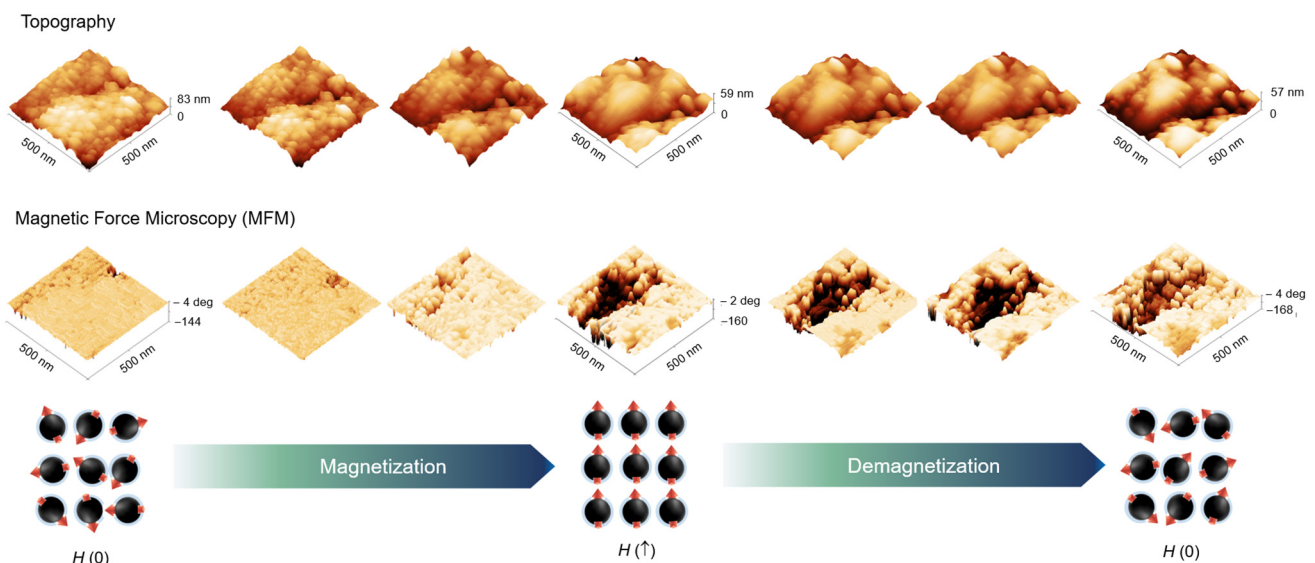 Topography
83 nm
0
500 nm
500 nm
59 nm
0
500 nm
500 nm
57 nm
0
500 nm
500 nm
Magnetic Force Microscopy (MFM)
– 4 deg
–144
500 nm
500 nm
– 2 deg
–160
500 nm
500 nm
– 4 deg
–168
500 nm
500 nm
Magnetization
Demagnetization
H (0)
H (↑)
H (0)